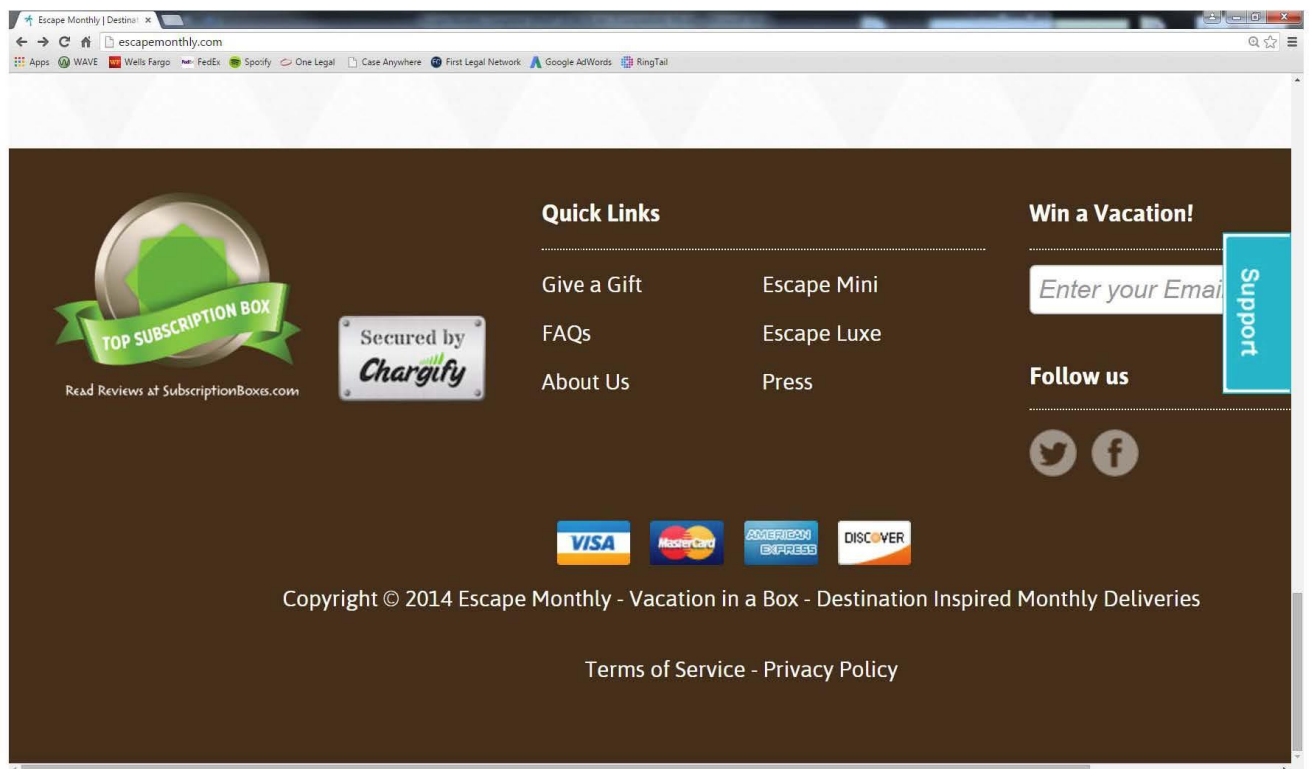 Escape Monthly | Destinat
escapemonthly.com
Apps WAVE Wells Fargo FedEx Spotify One Legal Case Anywhere First Legal Network Google AdWords RingTail
TOP SUBSCRIPTION BOX
Read Reviews at SubscriptionBoxes.com
Secured by
Chargify
Quick Links
Give a Gift
Escape Mini
FAQs
Escape Luxe
About Us
Press
Win a Vacation!
Enter your Email
Support
Follow us
VISA MasterCard AMERICAN EXPRESS DISCOVER
Copyright © 2014 Escape Monthly - Vacation in a Box - Destination Inspired Monthly Deliveries
Terms of Service - Privacy Policy